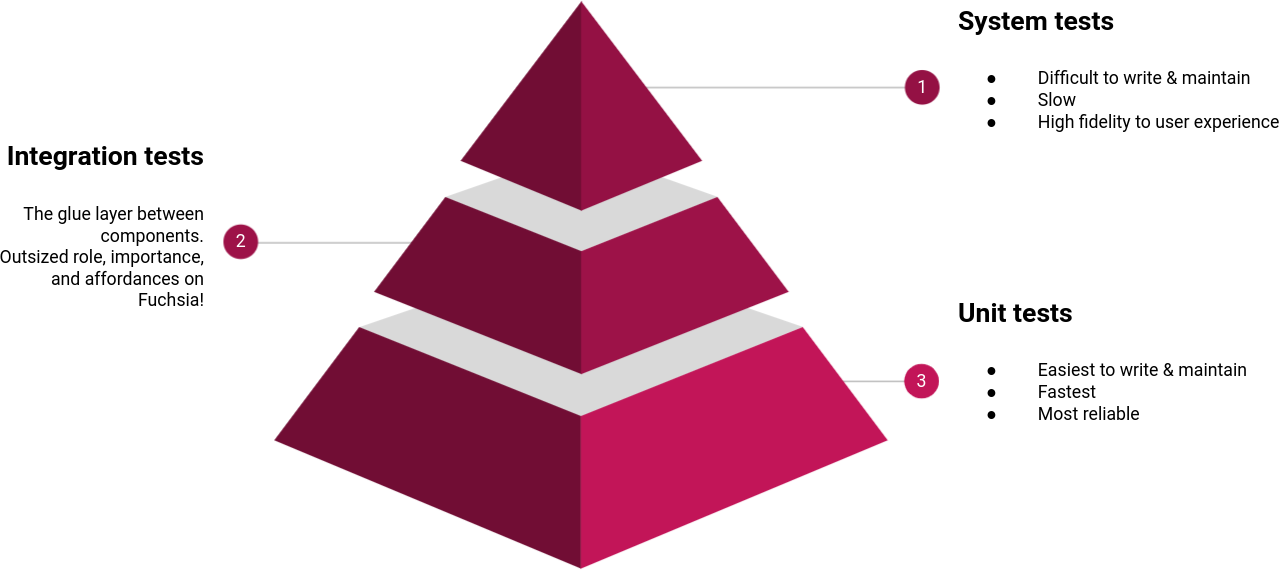 System tests
1
● Difficult to write & maintain
● Slow
● High fidelity to user experience
Integration tests
The glue layer between
components.
Outsized role, importance,
and affordances on
Fuchsia!
2
Unit tests
3
● Easiest to write & maintain
● Fastest
● Most reliable